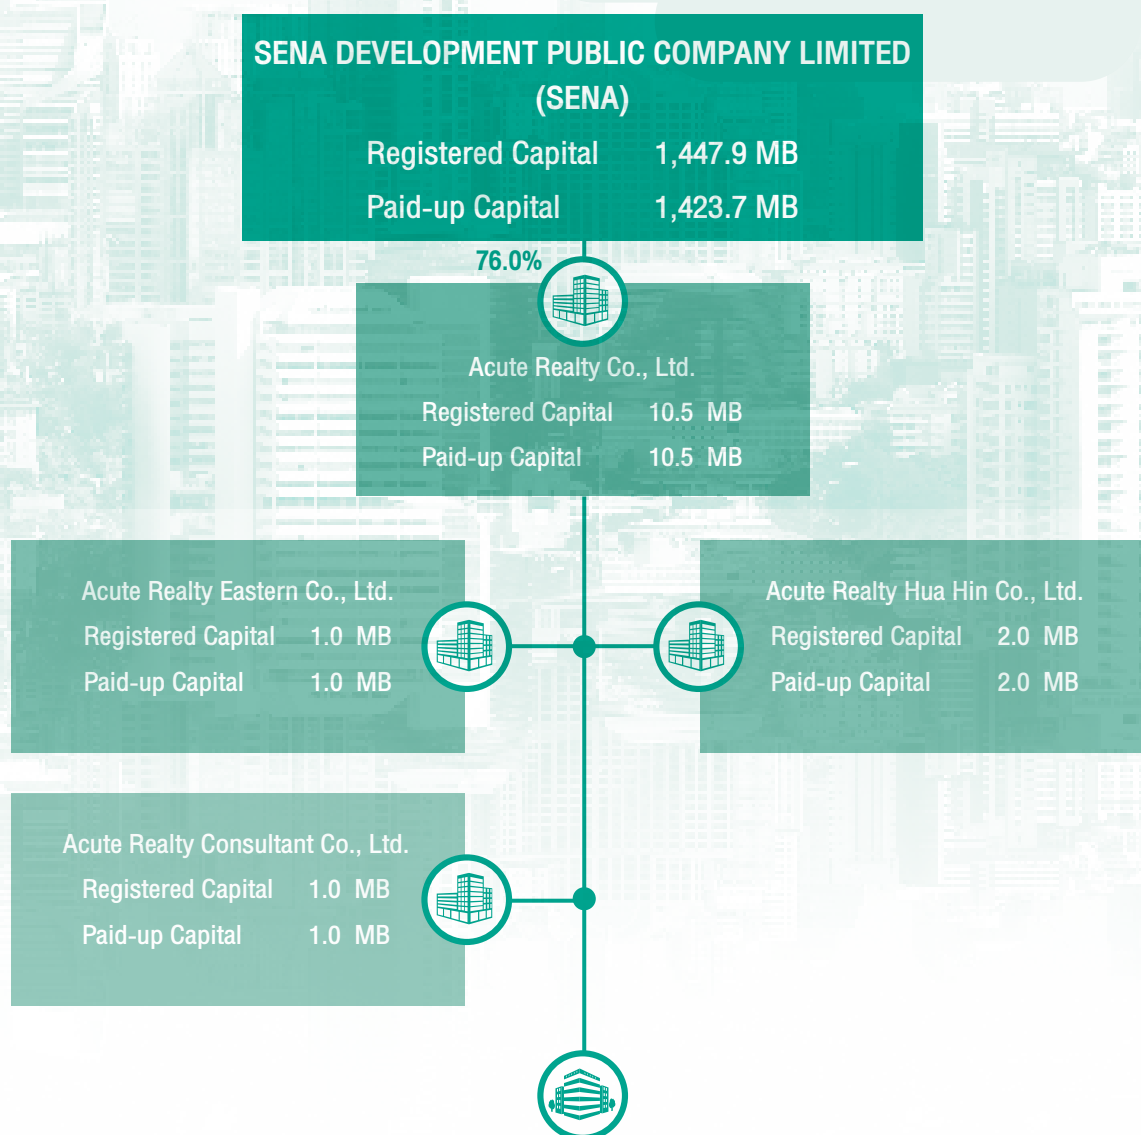 SENA DEVELOPMENT PUBLIC COMPANY LIMITED
(SENA)
Registered Capital 1,447.9 MB
Paid-up Capital 1,423.7 MB
76.0%
Acute Realty Co., Ltd.
Registered Capital 10.5 MB
Paid-up Capital 10.5 MB
Acute Realty Eastern Co., Ltd.
Registered Capital 1.0 MB
Paid-up Capital 1.0 MB
Acute Realty Hua Hin Co., Ltd.
Registered Capital 2.0 MB
Paid-up Capital 2.0 MB
Acute Realty Consultant Co., Ltd.
Registered Capital 1.0 MB
Paid-up Capital 1.0 MB